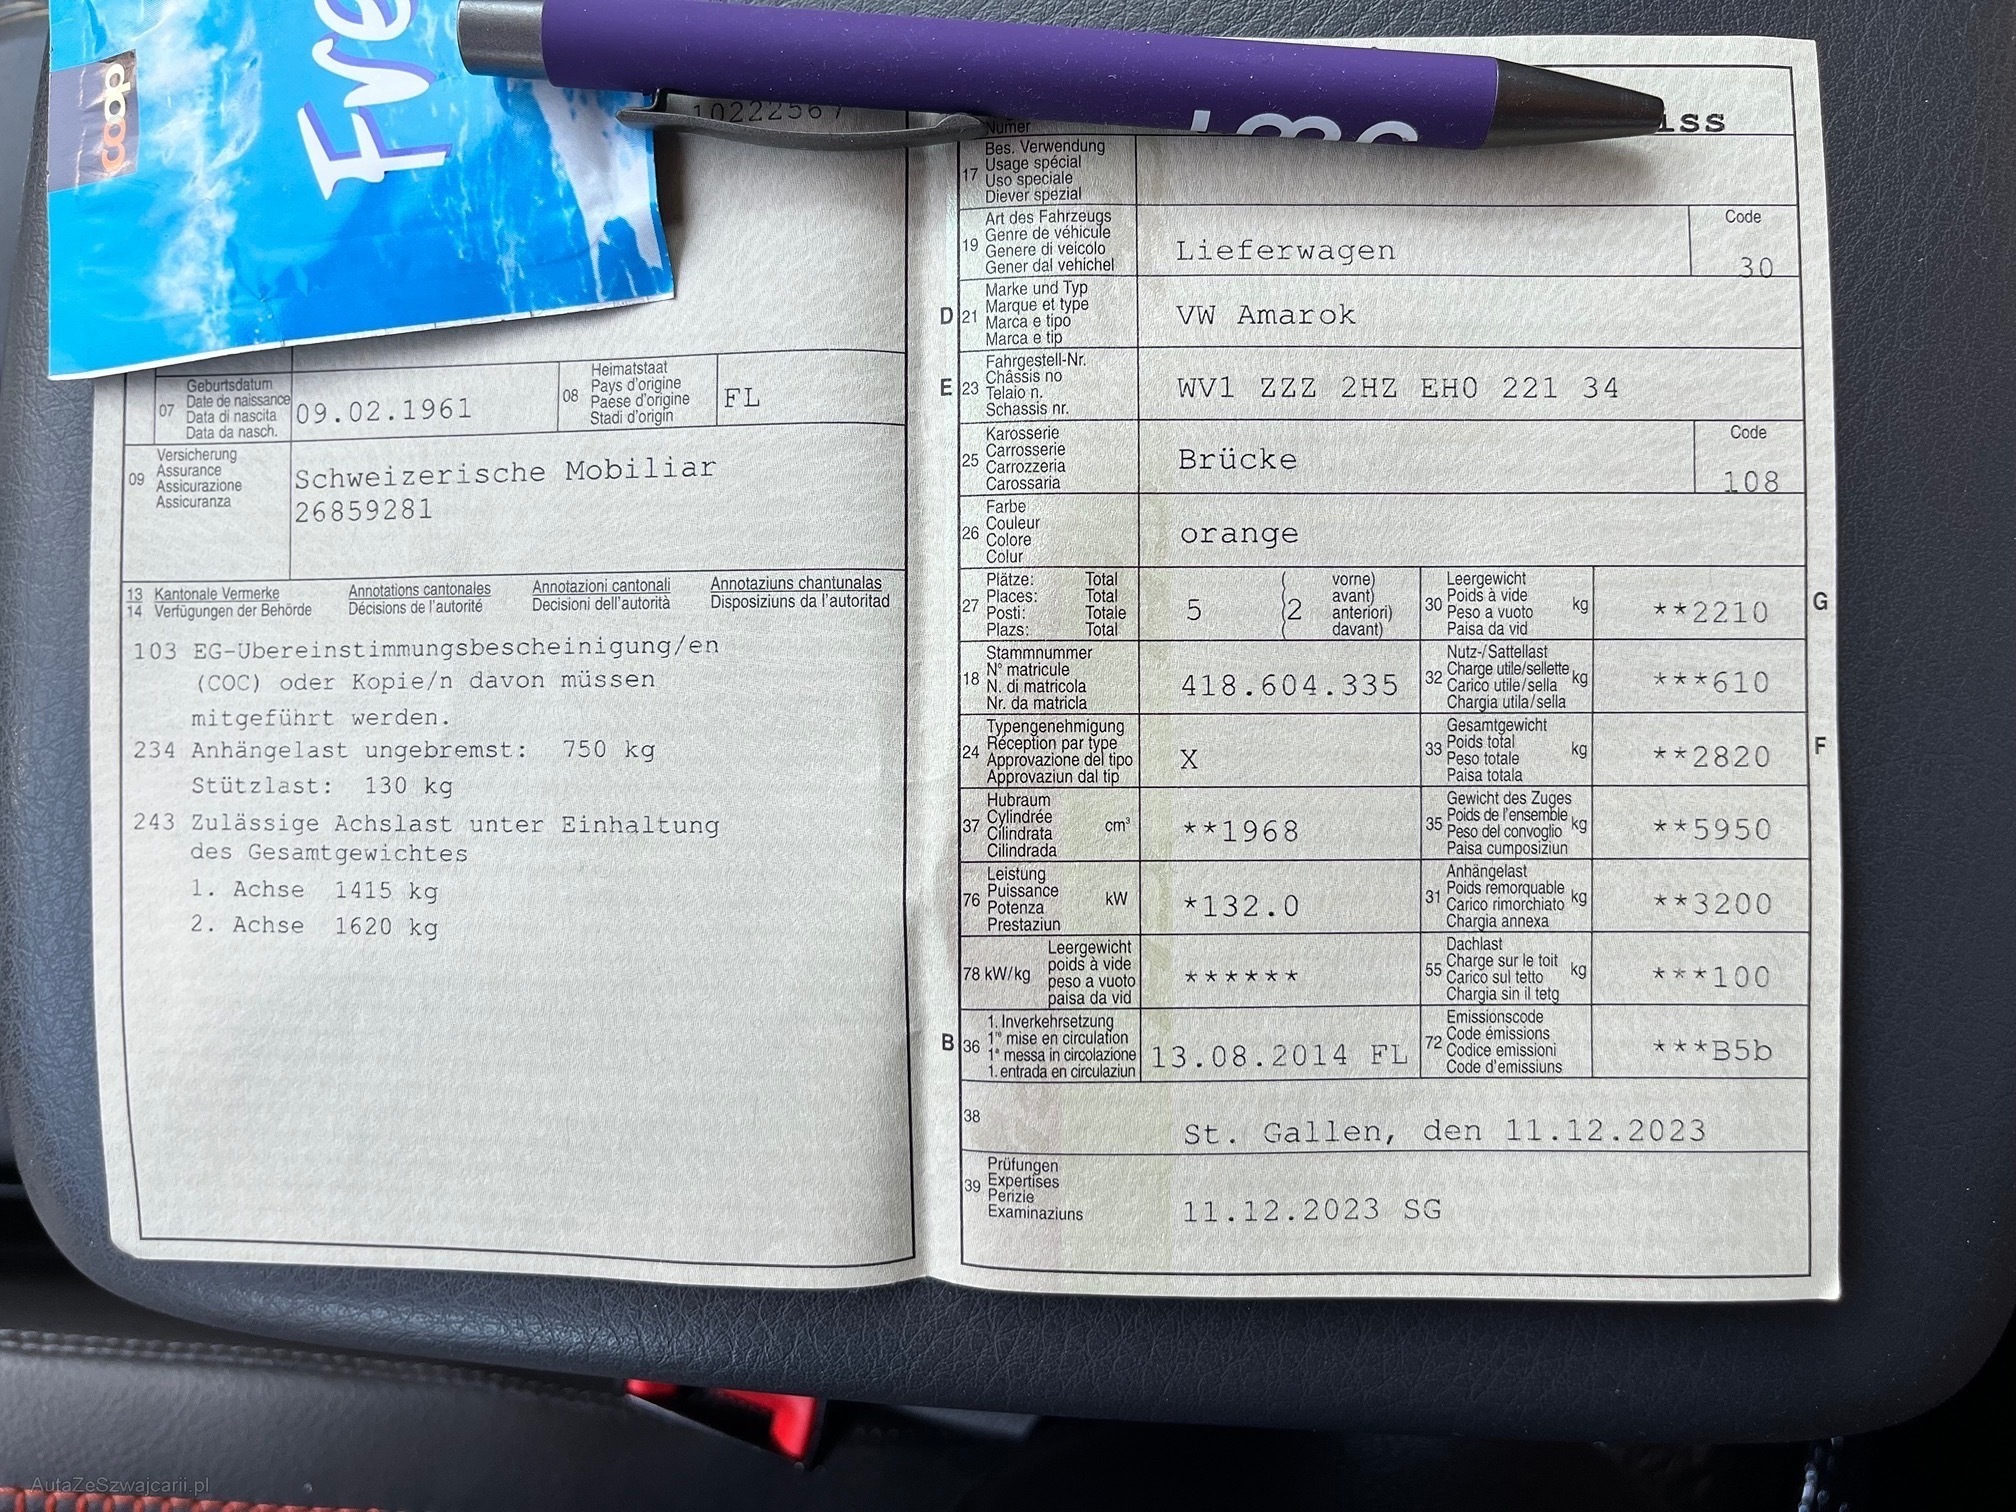 coop
10222567
Numer
iss
07
Geburtsdatum
Date de naissance
Data di nascita
Data da nasch.
09.02.1961
08
Heimatstaat
Pays d'origine
Paese d'origine
Stadi d'origin
FL
09
Versicherung
Assurance
Assicurazione
Assicuranza
Schweizerische Mobiliar
26859281
13 Kantonale Vermerke Annotations cantonales Annotazioni cantonali Annotaziuns chantunalas
14 Verfügungen der Behörde Décisions de l'autorité Decisioni dell'autorità Disposiziuns da l'autoritad
103 EG-Übereinstimmungsbescheinigung/en
(COC) oder Kopie/n davon müssen
mitgeführt werden.
234 Anhängelast ungebremst: 750 kg
Stützlast: 130 kg
243 Zulässige Achslast unter Einhaltung
des Gesamtgewichtes
1. Achse 1415 kg
2. Achse 1620 kg
17
Bes. Verwendung
Usage spécial
Uso speciale
Diever spezial
19
Art des Fahrzeugs
Genre de véhicule
Genere di veicolo
Gener dal vehichel
Lieferwagen
Code
30
D 21
Marke und Typ
Marque et type
Marca e tipo
Marca e tip
VW Amarok
E 23
Fahrgestell-Nr.
Châssis no
Telaio n.
Schassis nr.
WV1 ZZZ 2HZ EH0 221 34
25
Karosserie
Carrosserie
Carrozzeria
Carossaria
Brücke
Code
108
26
Farbe
Couleur
Colore
Colur
orange
27
Plätze: Total
Places: Total
Posti: Totale
Plazs: Total
5
(2
( vorne)
avant)
anteriori)
davant)
30
Leergewicht
Poids à vide
Peso a vuoto
Paisa da vid
kg
**2210
G
18
Stammnummer
N° matricule
N. di matricola
Nr. da matricla
418.604.335
32
Nutz-/Sattellast
Charge utile/sellette
Carico utile/sella
Chargia utila/sella
kg
***610
24
Typengenehmigung
Réception par type
Approvazione del tipo
Approvaziun dal tip
X
33
Gesamtgewicht
Poids total
Peso totale
Paisa totala
kg
**2820
F
37
Hubraum
Cylindrée
Cilindrata
Cilindrada
cm³
**1968
35
Gewicht des Zuges
Poids de l'ensemble
Peso del convoglio
Paisa cumposiziun
kg
**5950
76
Leistung
Puissance
Potenza
Prestaziun
kW
*132.0
31
Anhängelast
Poids remorquable
Carico rimorchiato
Chargia annexa
kg
**3200
78 kW/kg
Leergewicht
poids à vide
peso a vuoto
paisa da vid
******
55
Dachlast
Charge sur le toit
Carico sul tetto
Chargia sin il tetg
kg
***100
B 36
1. Inverkehrsetzung
1re mise en circulation
1a messa in circolazione
1. entrada en circulaziun
13.08.2014 FL
72
Emissionscode
Code émissions
Codice emissioni
Code d'emissiuns
***B5b
38
St. Gallen, den 11.12.2023
39
Prüfungen
Expertises
Perizie
Examinaziuns
11.12.2023 SG
AutaZeSzwajcarii.pl